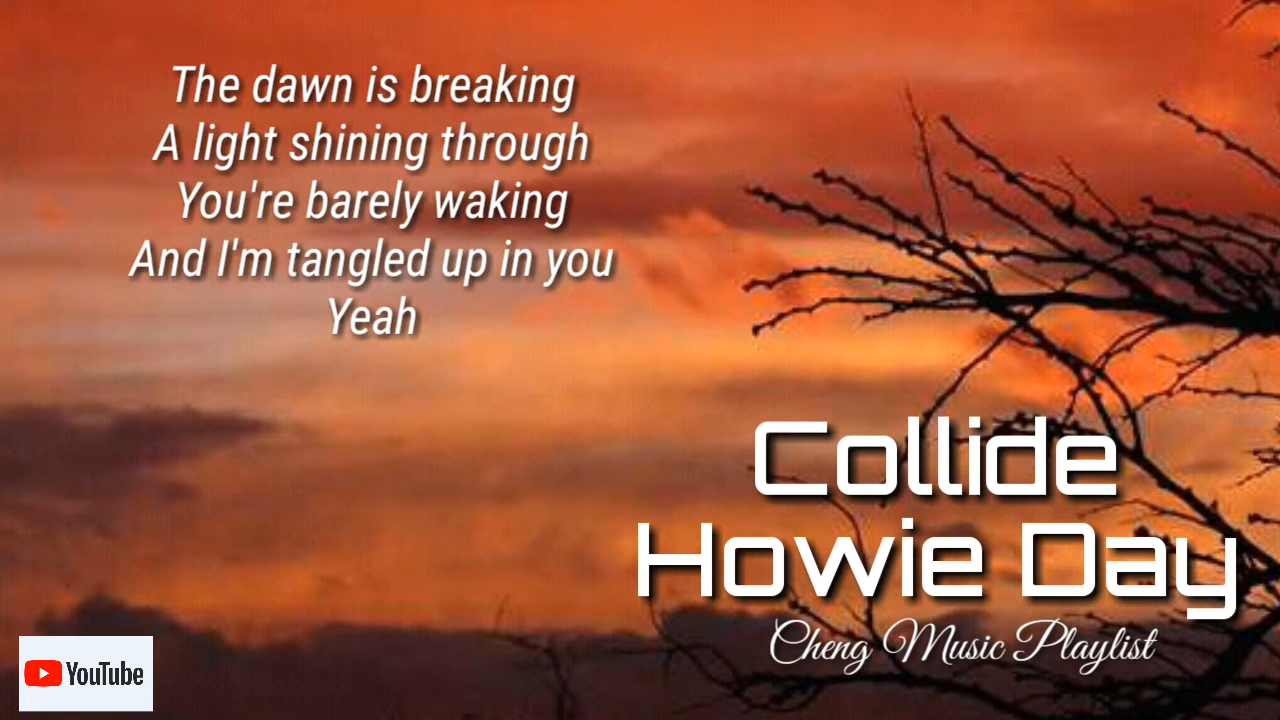 The dawn is breaking
A light shining through
You're barely waking
And I'm tangled up in you
Yeah
Collide
Howie Day
Cheng Music Playlist
YouTube